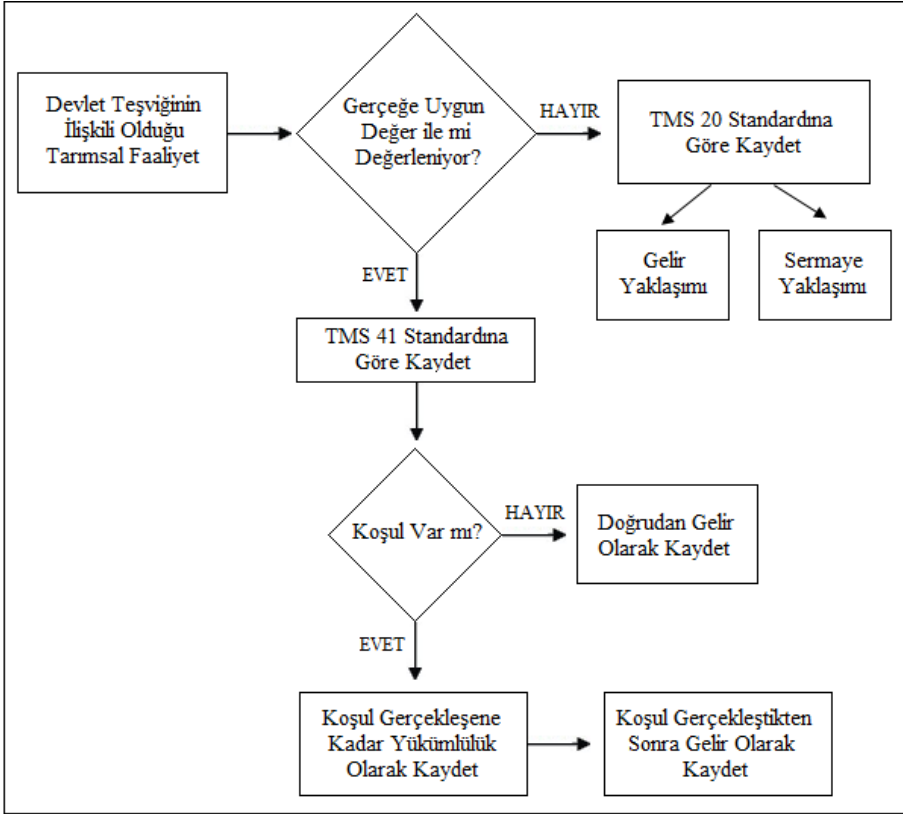 Devlet Teşviğinin
İlişkili Olduğu
Tarımsal Faaliyet
Gerçeğe Uygun
Değer ile mi
Değerleniyor?
HAYIR
TMS 20 Standardına
Göre Kaydet
Gelir
Yaklaşımı
Sermaye
Yaklaşımı
EVET
TMS 41 Standardına
Göre Kaydet
Koşul Var mı?
HAYIR
Doğrudan Gelir
Olarak Kaydet
EVET
Koşul Gerçekleşene
Kadar Yükümlülük
Olarak Kaydet
Koşul Gerçekleştikten
Sonra Gelir Olarak
Kaydet